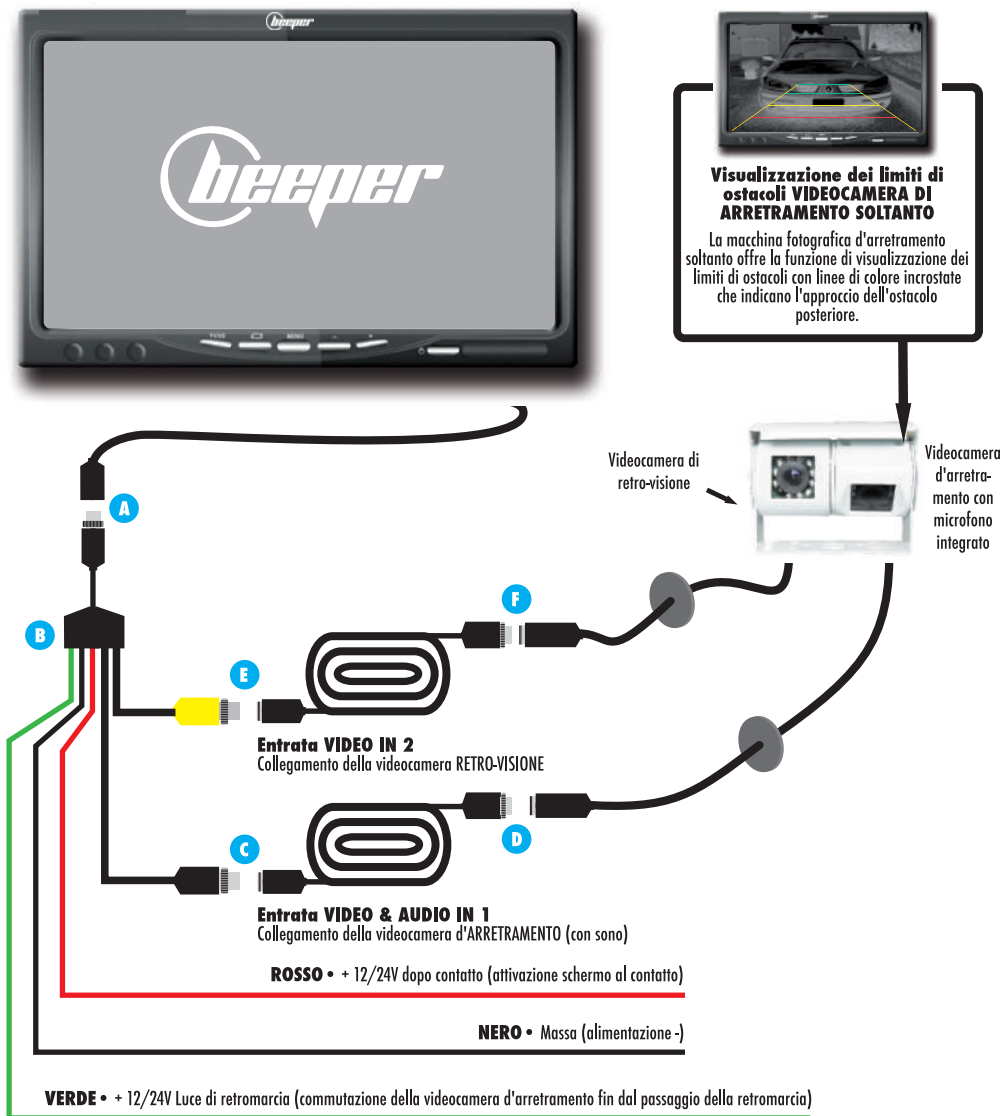 beeper
beeper
MENU
-
+
Visualizzazione dei limiti di
ostacoli VIDEOCAMERA DI
ARRETRAMENTO SOLTANTO
La macchina fotografica d'arretramento
soltanto offre la funzione di visualizzazione dei
limiti di ostacoli con linee di colore incrostate
che indicano l'approccio dell'ostacolo
posteriore.
Videocamera di
retro-visione
Videocamera
d'arretra-
mento con
microfono
integrato
A
B
F
E
Entrata VIDEO IN 2
Collegamento della videocamera RETRO-VISIONE
D
C
Entrata VIDEO & AUDIO IN 1
Collegamento della videocamera d'ARRETRAMENTO (con sono)
ROSSO • + 12/24V dopo contatto (attivazione schermo al contatto)
NERO • Massa (alimentazione -)
VERDE • + 12/24V Luce di retromarcia (commutazione della videocamera d'arretramento fin dal passaggio della retromarcia)